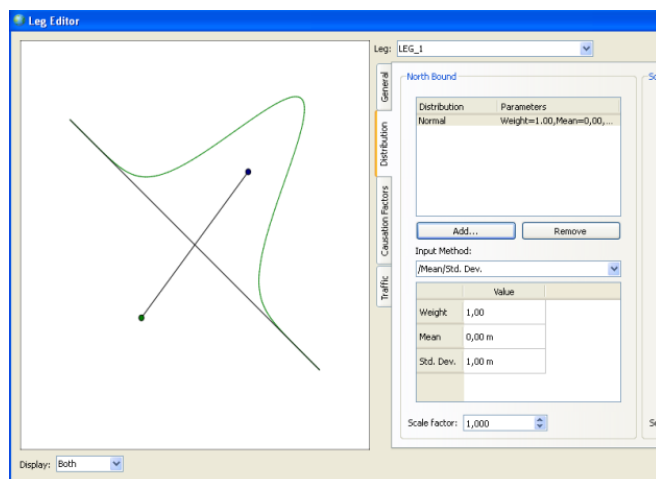 Leg Editor
Leg: LEG_1
General
Distribution
Causation Factors
Traffic
North Bound
Distribution Parameters
Normal Weight=1.00,Mean=0,00,...
Add... Remove
Input Method:
/Mean/Std. Dev.
Value
Weight 1,00
Mean 0,00 m
Std. Dev. 1,00 m
Scale factor: 1,000
Display: Both